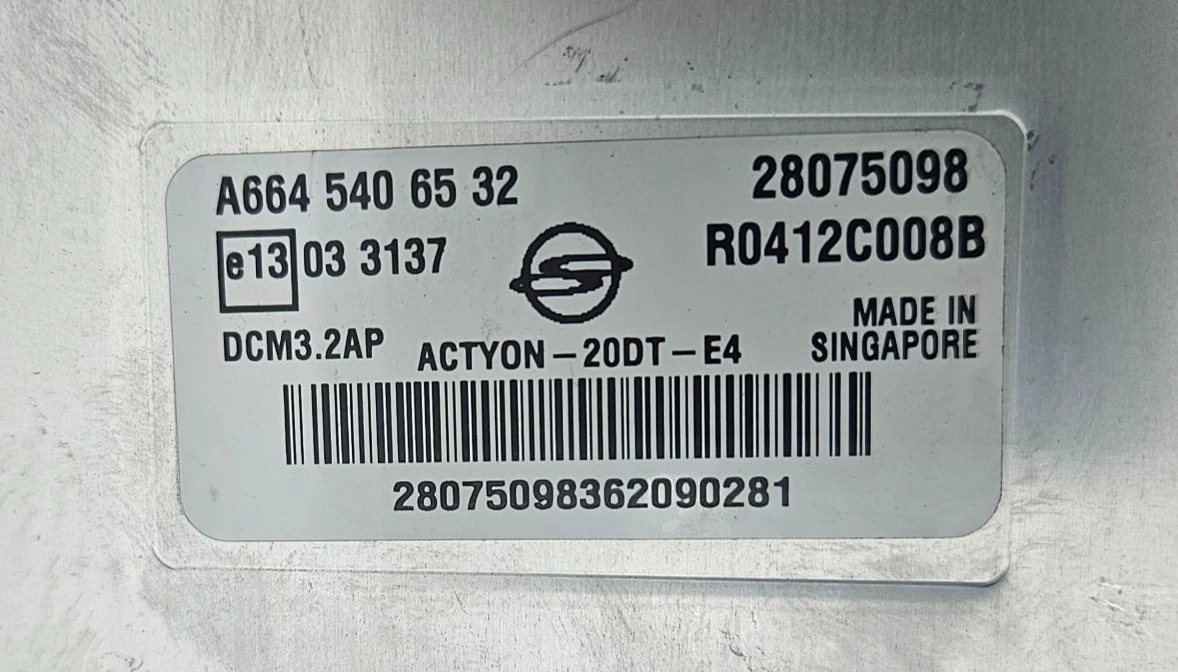 A664 540 65 32 28075098
e13 03 3137 R0412C008B
MADE IN
DCM3.2AP ACTYON-20DT-E4 SINGAPORE
28075098362090281